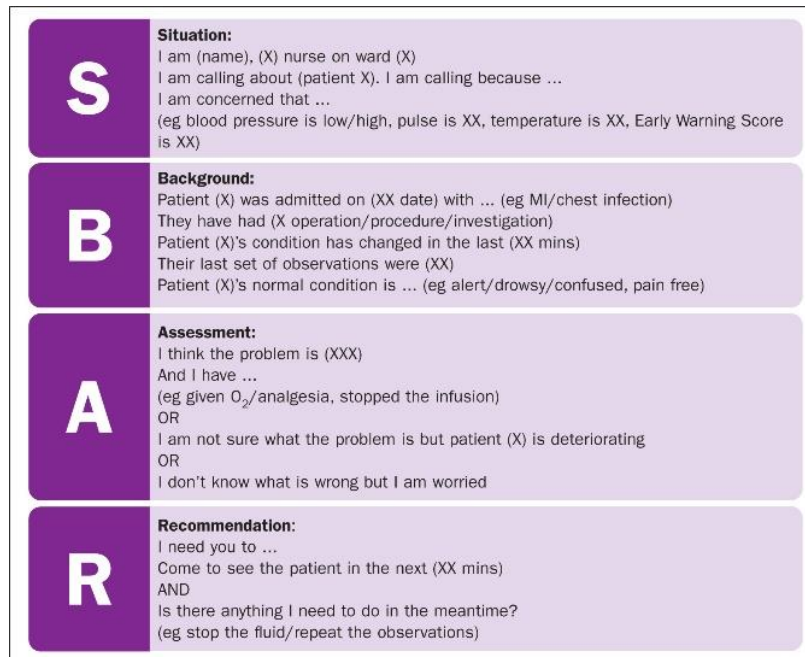 S
Situation:
I am (name), (X) nurse on ward (X)
I am calling about (patient X). I am calling because ...
I am concerned that ...
(eg blood pressure is low/high, pulse is XX, temperature is XX, Early Warning Score
is XX)
B
Background:
Patient (X) was admitted on (XX date) with ... (eg MI/chest infection)
They have had (X operation/procedure/investigation)
Patient (X)'s condition has changed in the last (XX mins)
Their last set of observations were (XX)
Patient (X)'s normal condition is ... (eg alert/drowsy/confused, pain free)
A
Assessment:
I think the problem is (XXX)
And I have ...
(eg given O₂/analgesia, stopped the infusion)
OR
I am not sure what the problem is but patient (X) is deteriorating
OR
I don't know what is wrong but I am worried
R
Recommendation:
I need you to ...
Come to see the patient in the next (XX mins)
AND
Is there anything I need to do in the meantime?
(eg stop the fluid/repeat the observations)